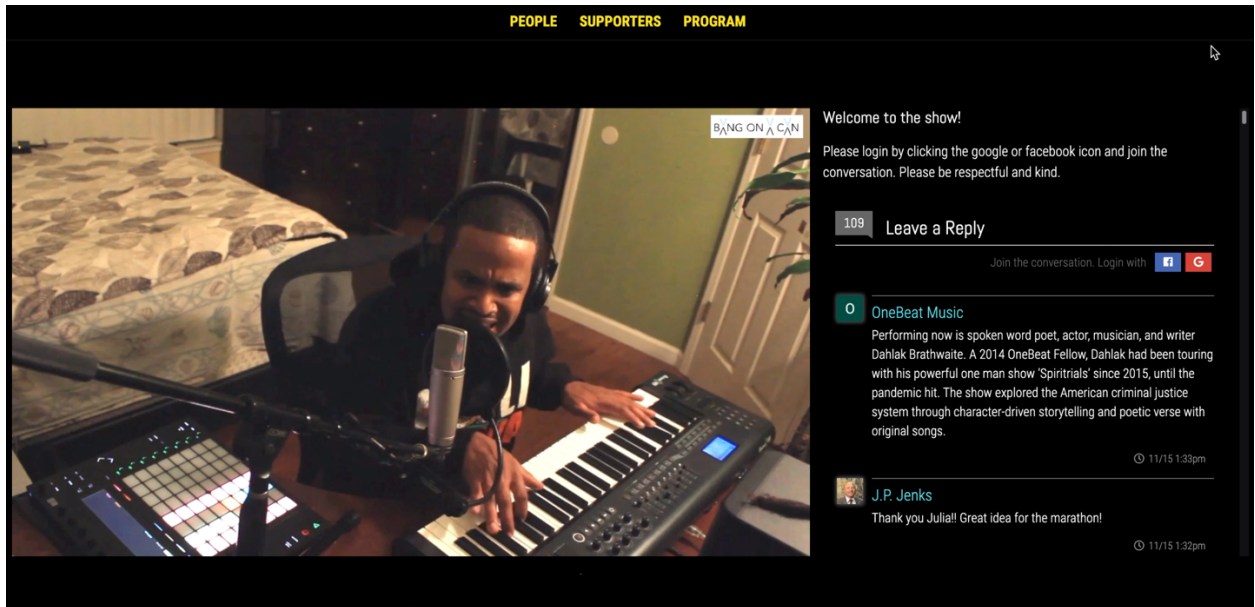 PEOPLE SUPPORTERS PROGRAM
BANG ON A CAN
Welcome to the show!
Please login by clicking the google or facebook icon and join the
conversation. Please be respectful and kind.
109
Leave a Reply
Join the conversation. Login with
G
O
OneBeat Music
Performing now is spoken word poet, actor, musician, and writer
Dahlak Brathwaite. A 2014 OneBeat Fellow, Dahlak had been touring
with his powerful one man show ‘Spiritrials’ since 2015, until the
pandemic hit. The show explored the American criminal justice
system through character-driven storytelling and poetic verse with
original songs.
11/15 1:33pm
J.P. Jenks
Thank you Julia!! Great idea for the marathon!
11/15 1:32pm